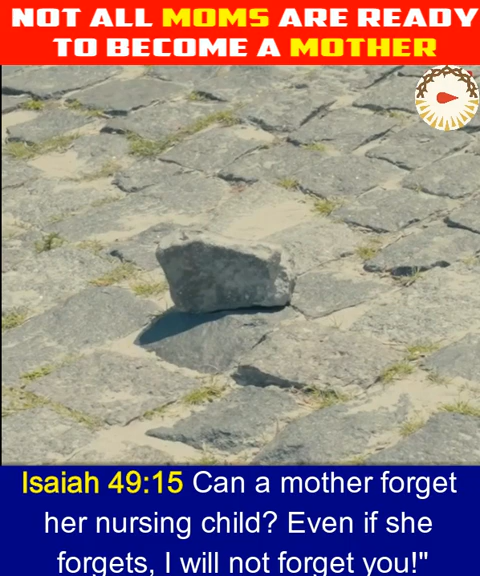 NOT ALL MOMS ARE READY
TO BECOME A MOTHER
Isaiah 49:15 Can a mother forget
her nursing child? Even if she
forgets, I will not forget you!"